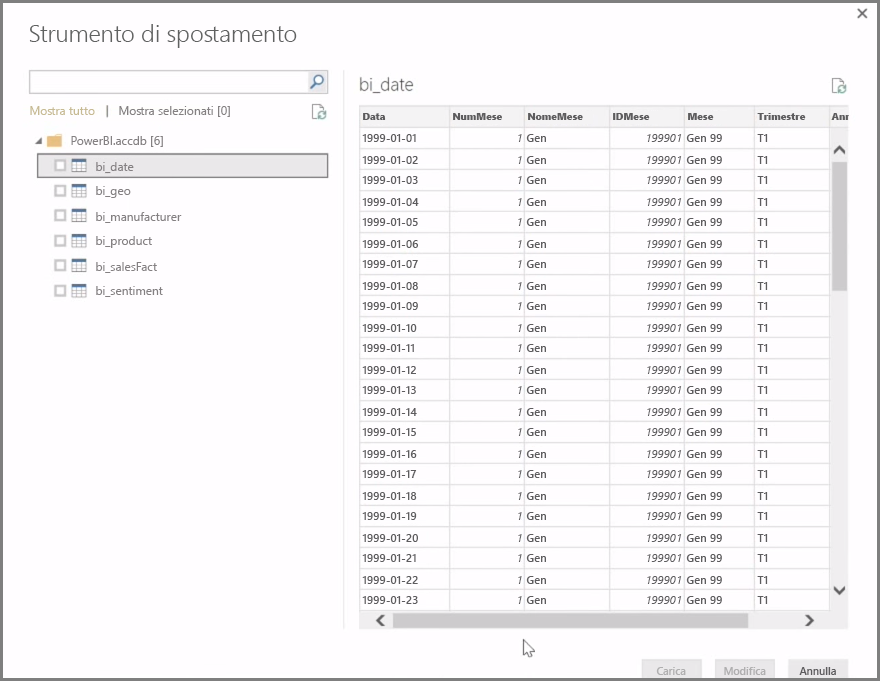 Strumento di spostamento
Mostra tutto | Mostra selezionati [0]
PowerBI.accdb [6]
bi_date
bi_geo
bi_manufacturer
bi_product
bi_salesFact
bi_sentiment
bi_date
Data NumMese NomeMese IDMese Mese Trimestre
1999-01-01 1 Gen 199901 Gen 99 T1
1999-01-02 1 Gen 199901 Gen 99 T1
1999-01-03 1 Gen 199901 Gen 99 T1
1999-01-04 1 Gen 199901 Gen 99 T1
1999-01-05 1 Gen 199901 Gen 99 T1
1999-01-06 1 Gen 199901 Gen 99 T1
1999-01-07 1 Gen 199901 Gen 99 T1
1999-01-08 1 Gen 199901 Gen 99 T1
1999-01-09 1 Gen 199901 Gen 99 T1
1999-01-10 1 Gen 199901 Gen 99 T1
1999-01-11 1 Gen 199901 Gen 99 T1
1999-01-12 1 Gen 199901 Gen 99 T1
1999-01-13 1 Gen 199901 Gen 99 T1
1999-01-14 1 Gen 199901 Gen 99 T1
1999-01-15 1 Gen 199901 Gen 99 T1
1999-01-16 1 Gen 199901 Gen 99 T1
1999-01-17 1 Gen 199901 Gen 99 T1
1999-01-18 1 Gen 199901 Gen 99 T1
1999-01-19 1 Gen 199901 Gen 99 T1
1999-01-20 1 Gen 199901 Gen 99 T1
1999-01-21 1 Gen 199901 Gen 99 T1
1999-01-22 1 Gen 199901 Gen 99 T1
1999-01-23 1 Gen 199901 Gen 99 T1
Carica Modifica Annulla